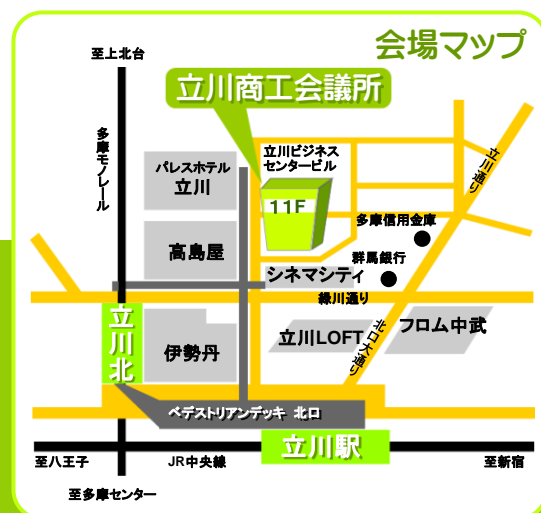 会場マップ
至上北台
立川商工会議所
多摩モノレール
立川ビジネス
センタービル
パレスホテル
立川
立川通り
11F
多摩信用金庫
高島屋
群馬銀行
シネマシティ
緑川通り
立川北
伊勢丹
立川LOFT
北口大通り
フロム中武
ペデストリアンデッキ 北口
立川駅
至八王子
JR中央線
至新宿
至多摩センター